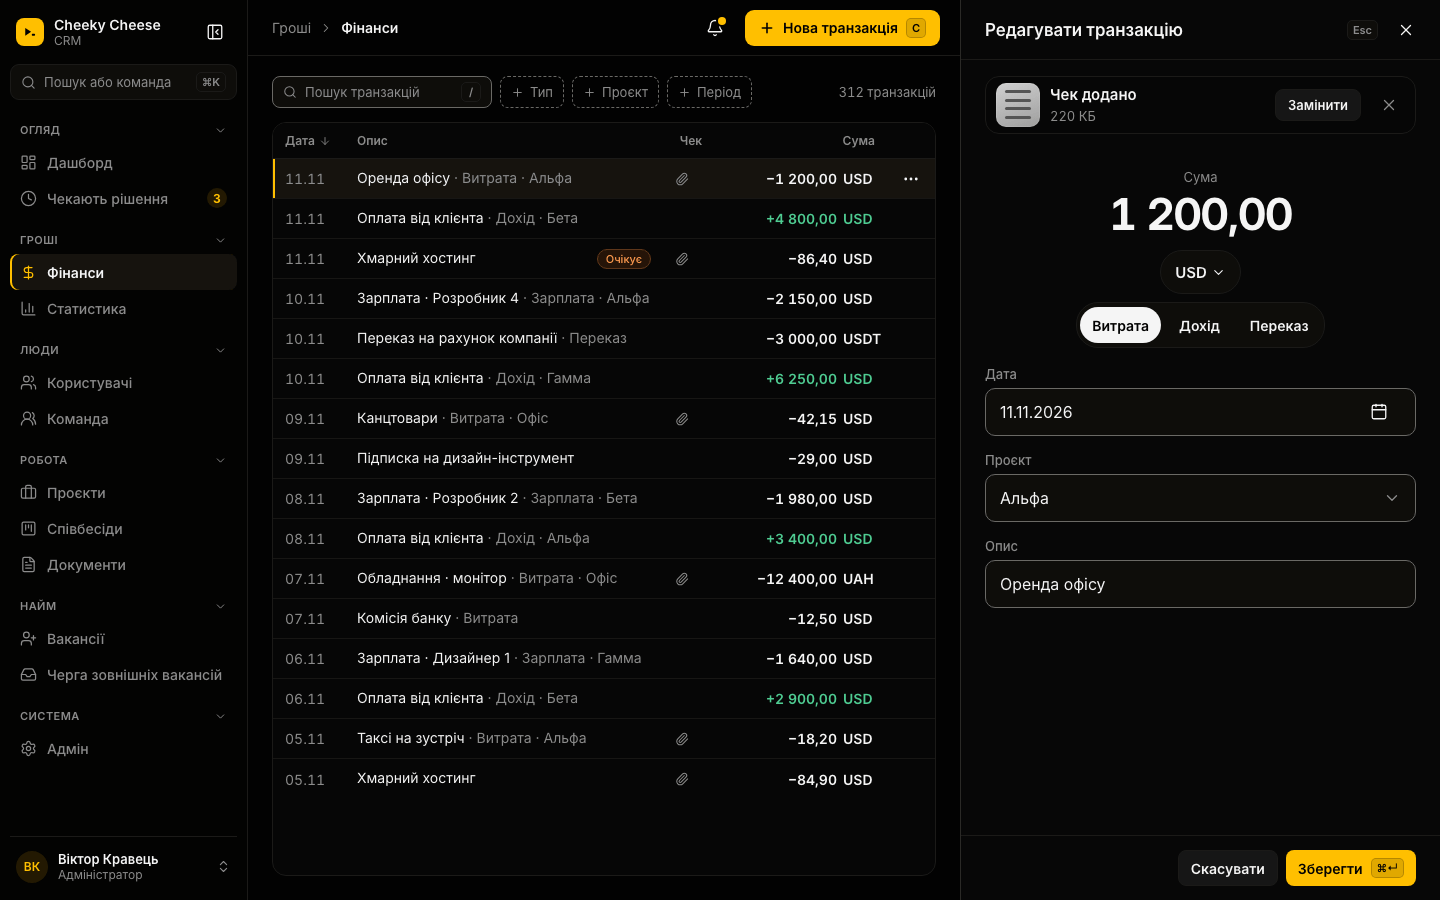 Cheeky Cheese
CRM
Пошук або команда ⌘K
ОГЛЯД
Дашборд
Чекають рішення 3
ГРОШІ
Фінанси
Статистика
ЛЮДИ
Користувачі
Команда
РОБОТА
Проєкти
Співбесіди
Документи
НАЙМ
Вакансії
Черга зовнішніх вакансій
СИСТЕМА
Адмін
ВК Віктор Кравець
Адміністратор
Гроші > Фінанси
+ Нова транзакція C
Пошук транзакцій /
+ Тип
+ Проєкт
+ Період
312 транзакцій
Дата ↓ Опис Чек Сума
11.11 Оренда офісу · Витрата · Альфа −1 200,00 USD
11.11 Оплата від клієнта · Дохід · Бета +4 800,00 USD
11.11 Хмарний хостинг Очікує −86,40 USD
10.11 Зарплата · Розробник 4 · Зарплата · Альфа −2 150,00 USD
10.11 Переказ на рахунок компанії · Переказ −3 000,00 USDT
10.11 Оплата від клієнта · Дохід · Гамма +6 250,00 USD
09.11 Канцтовари · Витрата · Офіс −42,15 USD
09.11 Підписка на дизайн-інструмент −29,00 USD
08.11 Зарплата · Розробник 2 · Зарплата · Бета −1 980,00 USD
08.11 Оплата від клієнта · Дохід · Альфа +3 400,00 USD
07.11 Обладнання · монітор · Витрата · Офіс −12 400,00 UAH
07.11 Комісія банку · Витрата −12,50 USD
06.11 Зарплата · Дизайнер 1 · Зарплата · Гамма −1 640,00 USD
06.11 Оплата від клієнта · Дохід · Бета +2 900,00 USD
05.11 Таксі на зустріч · Витрата · Альфа −18,20 USD
05.11 Хмарний хостинг −84,90 USD
Редагувати транзакцію Esc
Чек додано
220 КБ
Замінити
Сума
1 200,00
USD
Витрата Дохід Переказ
Дата
11.11.2026
Проєкт
Альфа
Опис
Оренда офісу
Скасувати
Зберегти ⌘↵